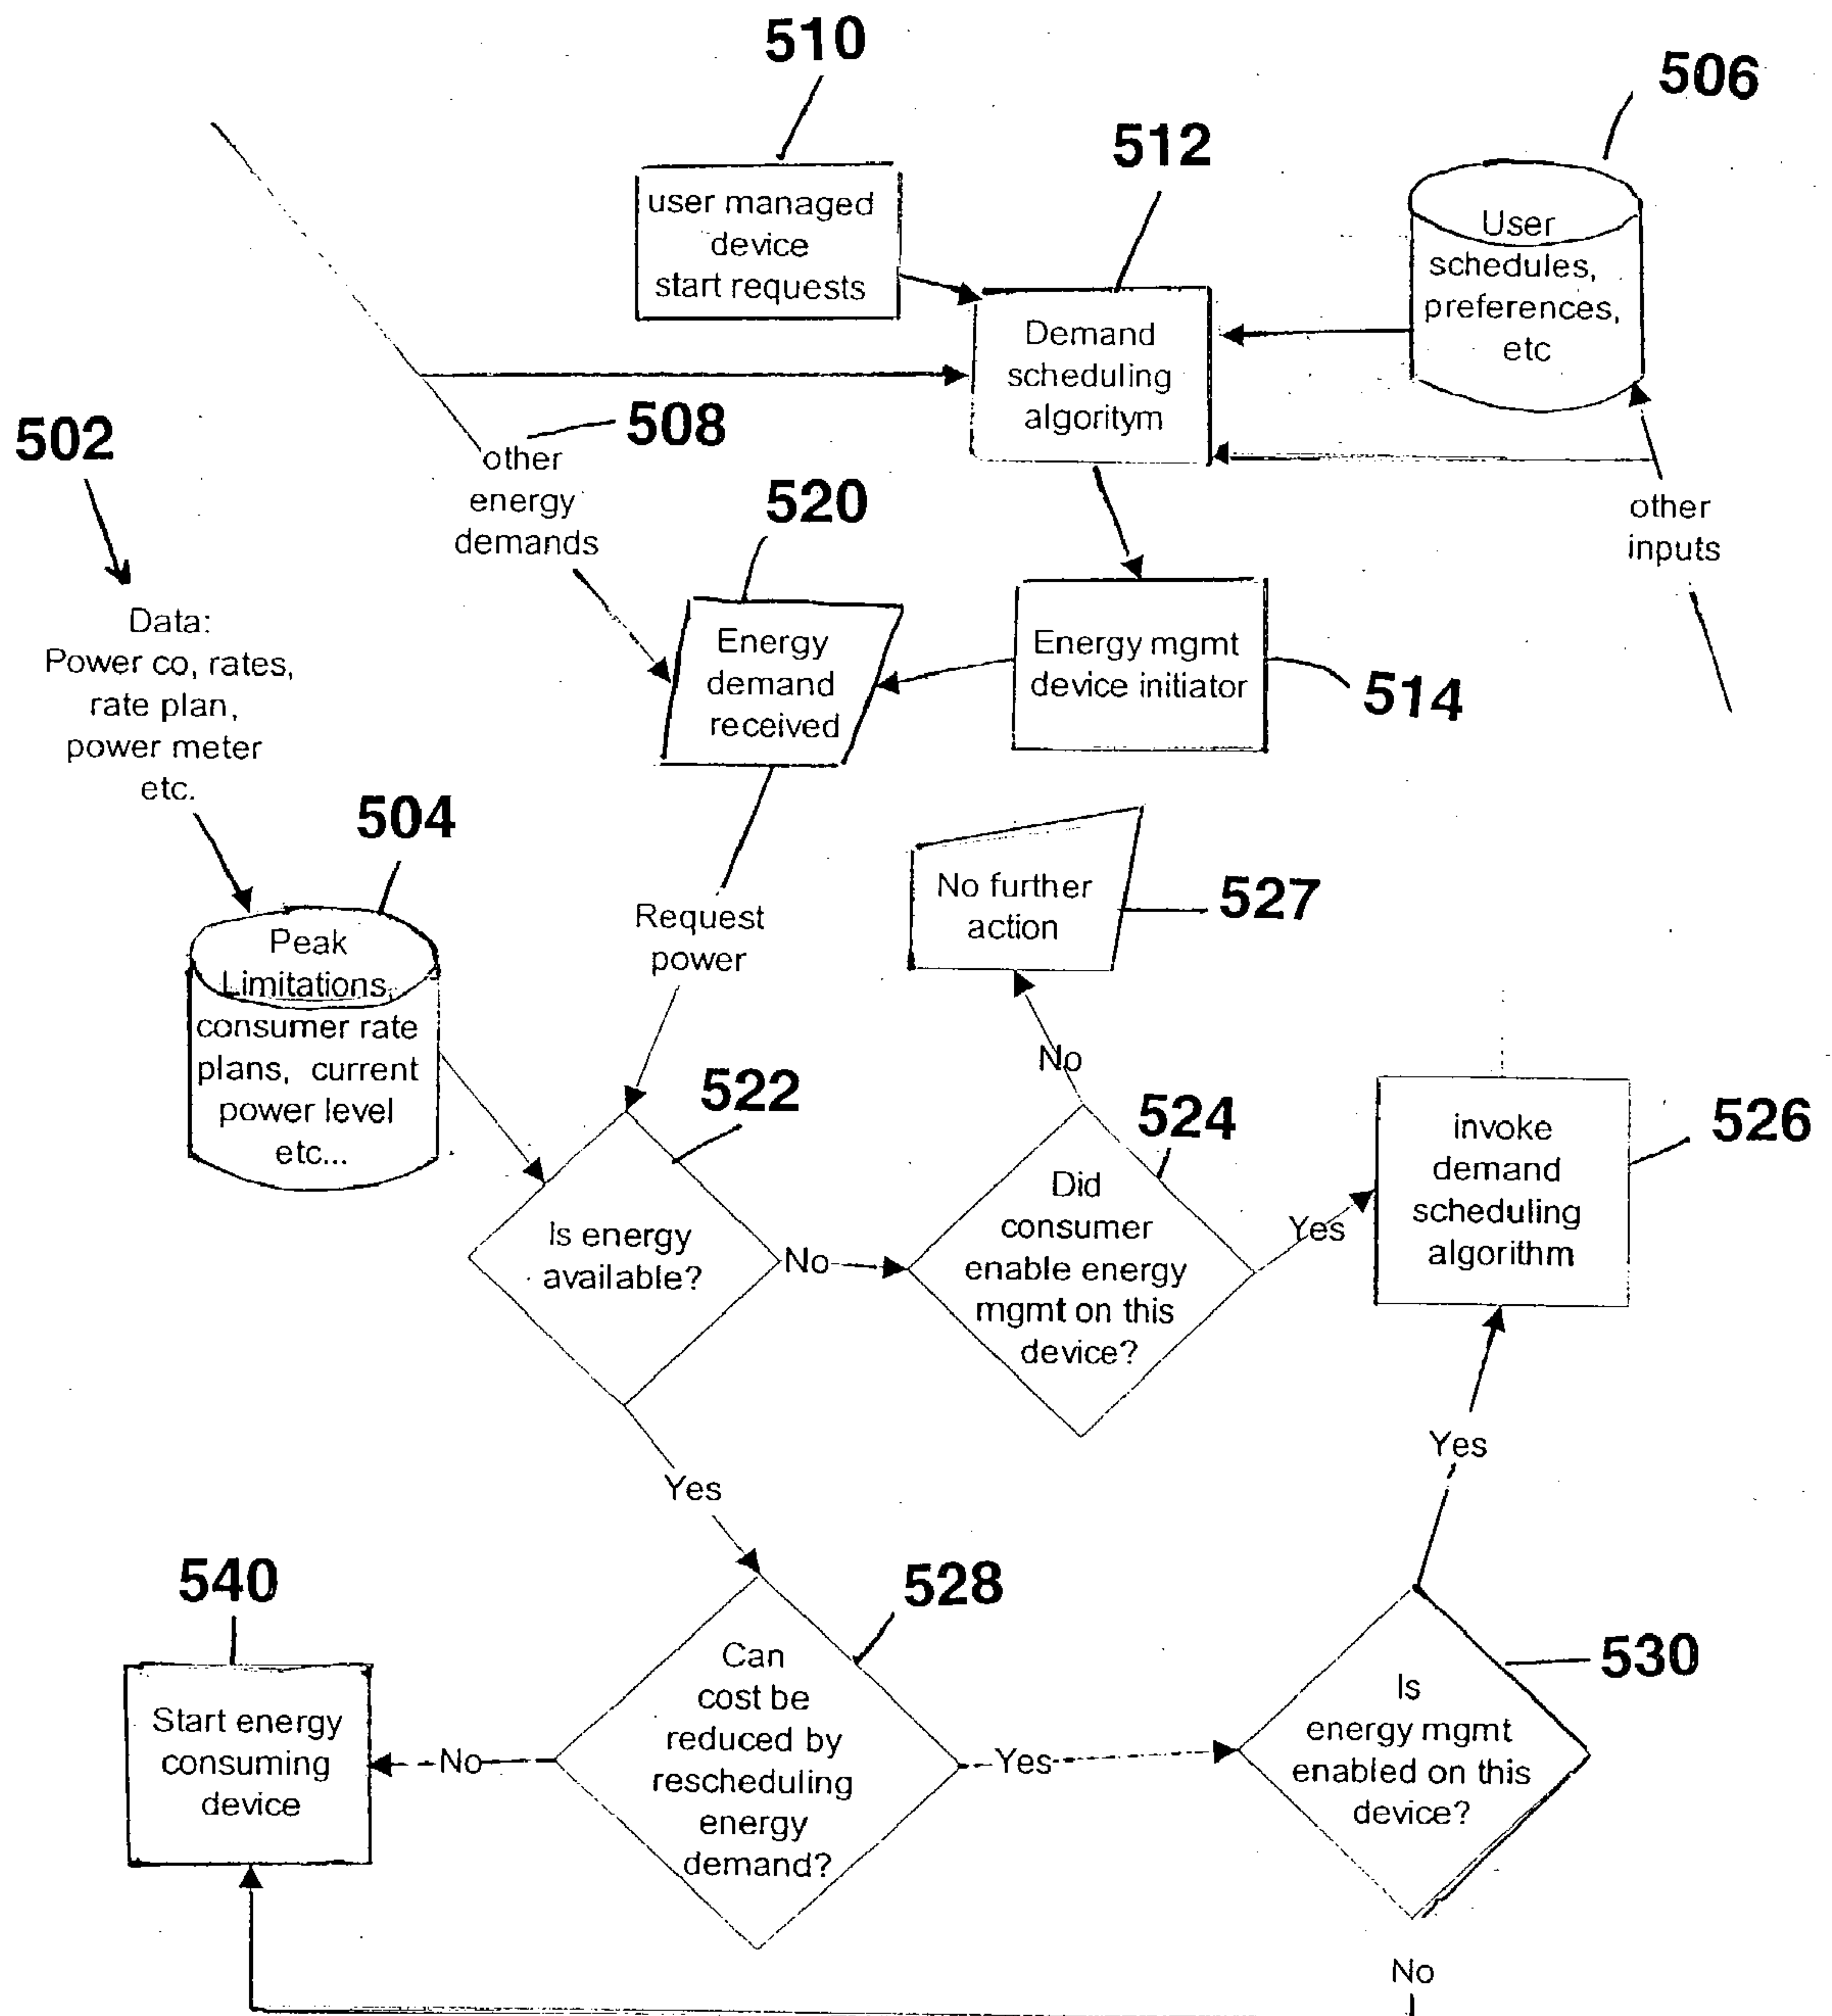 510
506
512
user managed
device
start requests
User
schedules,
preferences,
etc
Demand
scheduling
algoritym
502
508
other
energy
demands
520
other
inputs
Data:
Power co, rates,
rate plan,
power meter
etc.
Energy
demand
received
Energy mgmt
device initiator
514
504
Peak
Limitations,
consumer rate
plans, current
power level
etc...
Request
power
No further
action
527
No
522
524
526
invoke
demand
scheduling
algorithm
Is energy
available?
No
Did
consumer
enable energy
mgmt on this
device?
Yes
Yes
Yes
540
528
530
Start energy
consuming
device
No
Can
cost be
reduced by
rescheduling
energy
demand?
Yes
Is
energy mgmt
enabled on this
device?
No